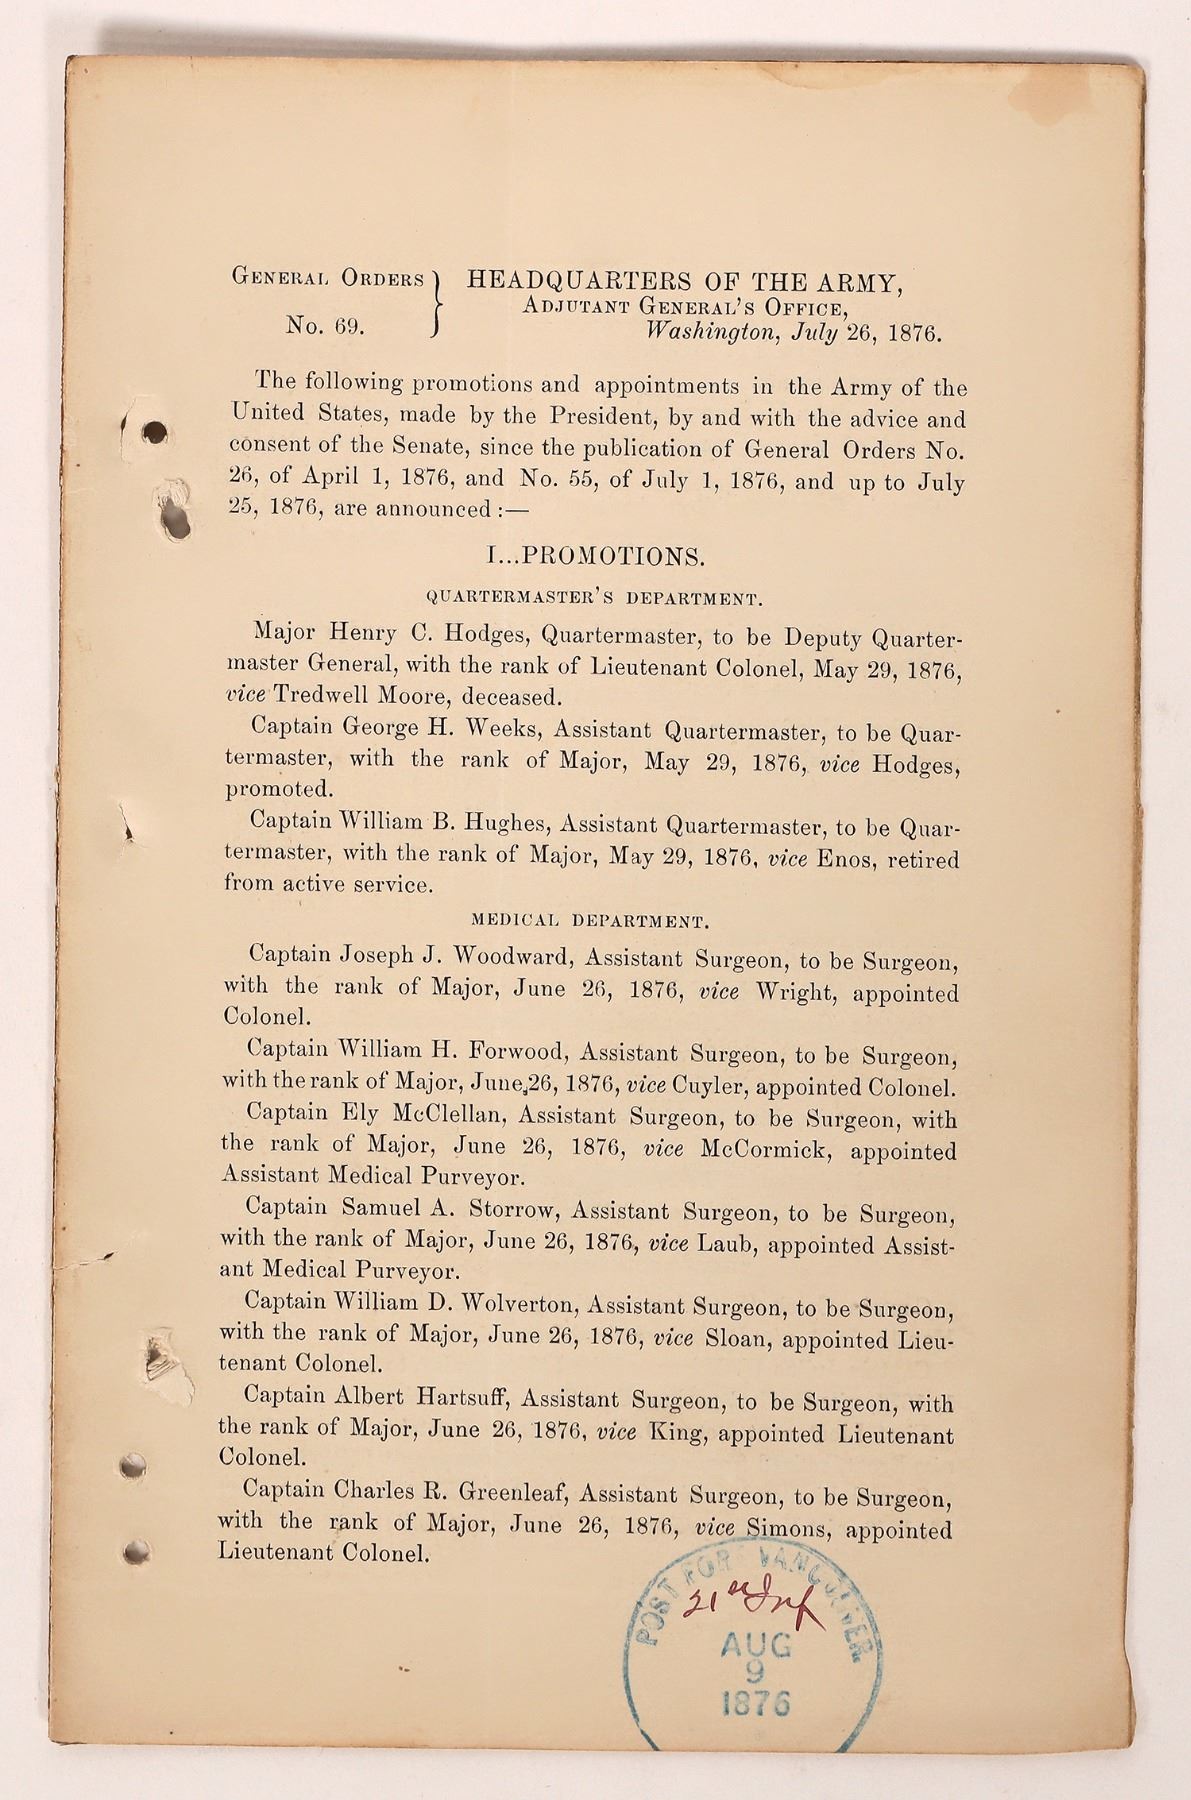 GENERAL ORDERS
No. 69.
HEADQUARTERS OF THE ARMY,
ADJUTANT GENERAL'S OFFICE,
Washington, July 26, 1876.
The following promotions and appointments in the Army of the
United States, made by the President, by and with the advice and
consent of the Senate, since the publication of General Orders No.
26, of April 1, 1876, and No. 55, of July 1, 1876, and up to July
25, 1876, are announced :—
I...PROMOTIONS.
QUARTERMASTER'S DEPARTMENT.
Major Henry C. Hodges, Quartermaster, to be Deputy Quarter-
master General, with the rank of Lieutenant Colonel, May 29, 1876,
vice Tredwell Moore, deceased.
Captain George H. Weeks, Assistant Quartermaster, to be Quar-
termaster, with the rank of Major, May 29, 1876, vice Hodges,
promoted.
Captain William B. Hughes, Assistant Quartermaster, to be Quar-
termaster, with the rank of Major, May 29, 1876, vice Enos, retired
from active service.
MEDICAL DEPARTMENT.
Captain Joseph J. Woodward, Assistant Surgeon, to be Surgeon,
with the rank of Major, June 26, 1876, vice Wright, appointed
Colonel.
Captain William H. Forwood, Assistant Surgeon, to be Surgeon,
with the rank of Major, June 26, 1876, vice Cuyler, appointed Colonel.
Captain Ely McClellan, Assistant Surgeon, to be Surgeon, with
the rank of Major, June 26, 1876, vice McCormick, appointed
Assistant Medical Purveyor.
Captain Samuel A. Storrow, Assistant Surgeon, to be Surgeon,
with the rank of Major, June 26, 1876, vice Laub, appointed Assist-
ant Medical Purveyor.
Captain William D. Wolverton, Assistant Surgeon, to be Surgeon,
with the rank of Major, June 26, 1876, vice Sloan, appointed Lieu-
tenant Colonel.
Captain Albert Hartsuff, Assistant Surgeon, to be Surgeon, with
the rank of Major, June 26, 1876, vice King, appointed Lieutenant
Colonel.
Captain Charles R. Greenleaf, Assistant Surgeon, to be Surgeon,
with the rank of Major, June 26, 1876, vice Simons, appointed
Lieutenant Colonel.
POST FORT VANCOUVER
21st Inf
AUG
9
1876